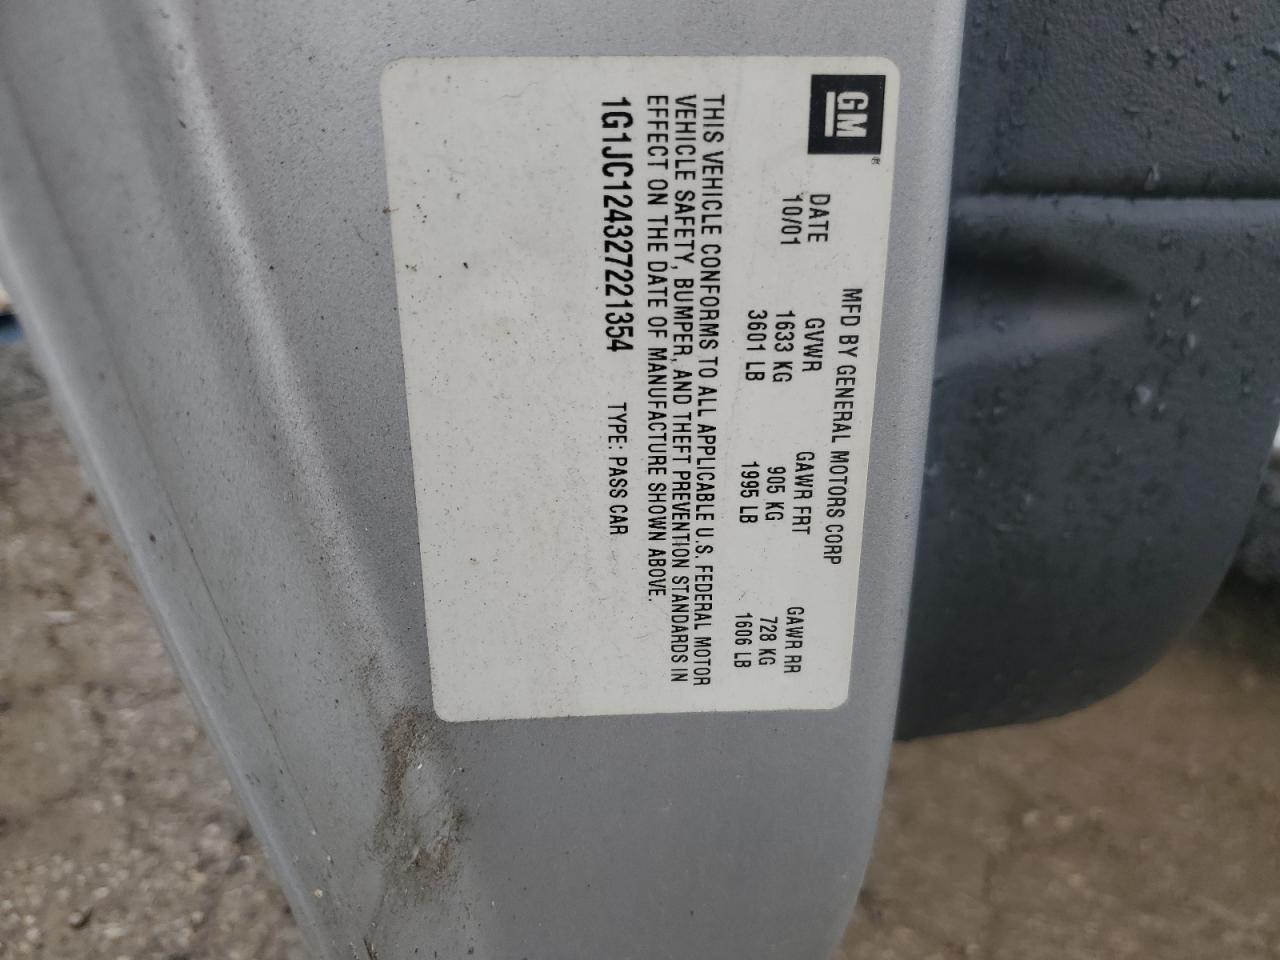 GM®
MFD BY GENERAL MOTORS CORP
DATE GVWR GAWR FRT GAWR RR
10/01 1633 KG 905 KG 728 KG
3601 LB 1995 LB 1606 LB
THIS VEHICLE CONFORMS TO ALL APPLICABLE U.S. FEDERAL MOTOR
VEHICLE SAFETY, BUMPER, AND THEFT PREVENTION STANDARDS IN
EFFECT ON THE DATE OF MANUFACTURE SHOWN ABOVE.
1G1JC124327221354 TYPE: PASS CAR